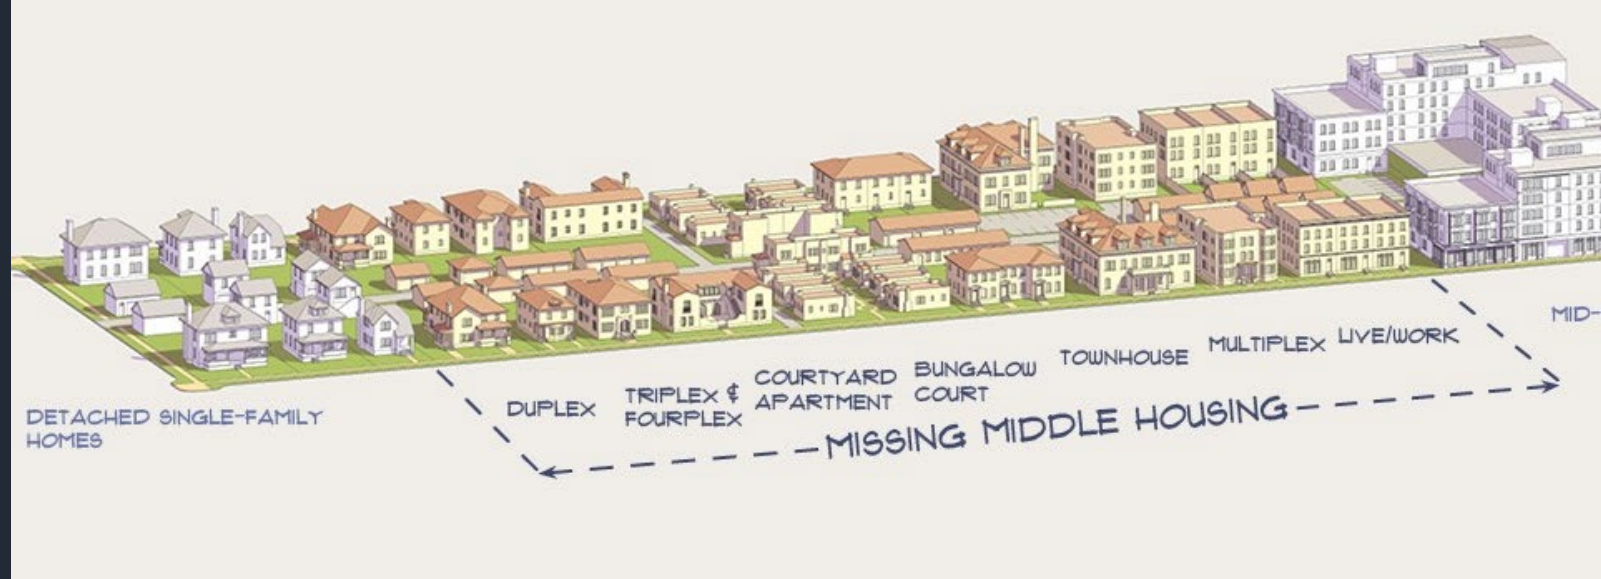 DETACHED SINGLE-FAMILY
HOMES
DUPLEX
TRIPLEX &
FOURPLEX
COURTYARD
APARTMENT
BUNGALOW
COURT
TOWNHOUSE
MULTIPLEX
LIVE/WORK
MID-
MISSING MIDDLE HOUSING